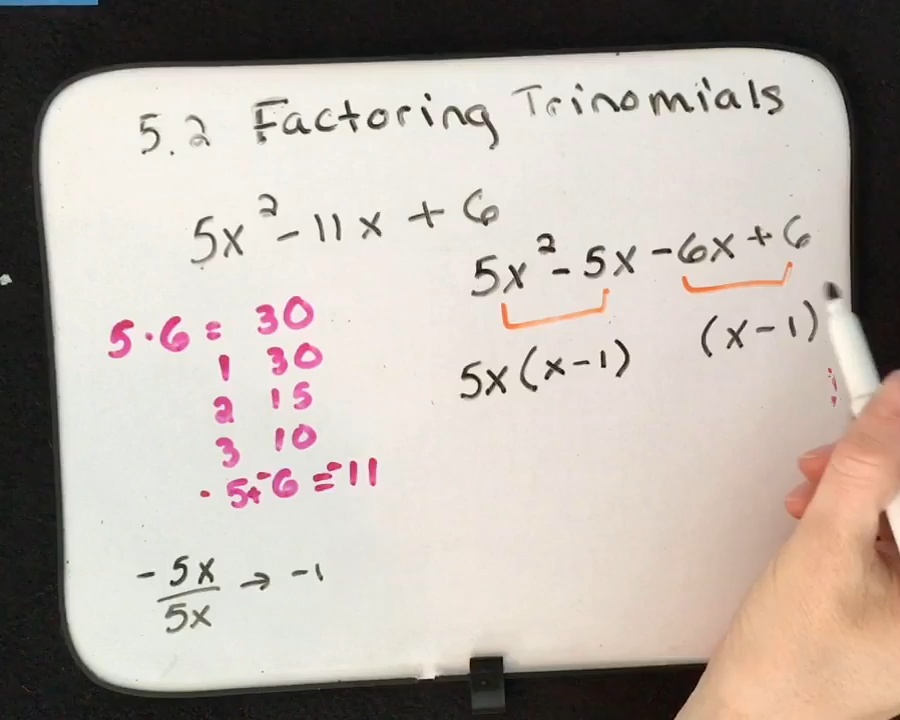 5.2 Factoring Trinomials
5x² - 11x + 6
5x² - 5x - 6x + 6
5x(x-1) (x-1)
5·6 = 30
1 30
2 15
3 10
-5+-6=-11
-5x/5x → -1